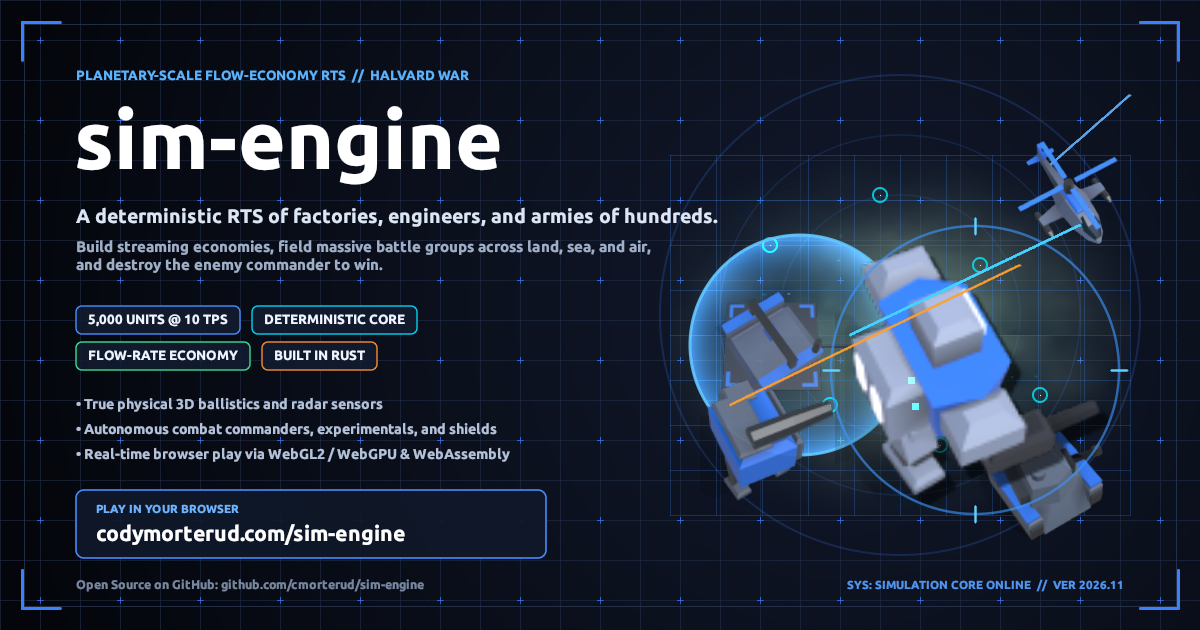 PLANETARY-SCALE FLOW-ECONOMY RTS // HALVARD WAR
sim-engine
A deterministic RTS of factories, engineers, and armies of hundreds.
Build streaming economies, field massive battle groups across land, sea, and air,
and destroy the enemy commander to win.
5,000 UNITS @ 10 TPS
DETERMINISTIC CORE
FLOW-RATE ECONOMY
BUILT IN RUST
• True physical 3D ballistics and radar sensors
• Autonomous combat commanders, experimentals, and shields
• Real-time browser play via WebGL2 / WebGPU & WebAssembly
PLAY IN YOUR BROWSER
codymorterud.com/sim-engine
Open Source on GitHub: github.com/cmorterud/sim-engine
SYS: SIMULATION CORE ONLINE // VER 2026.11